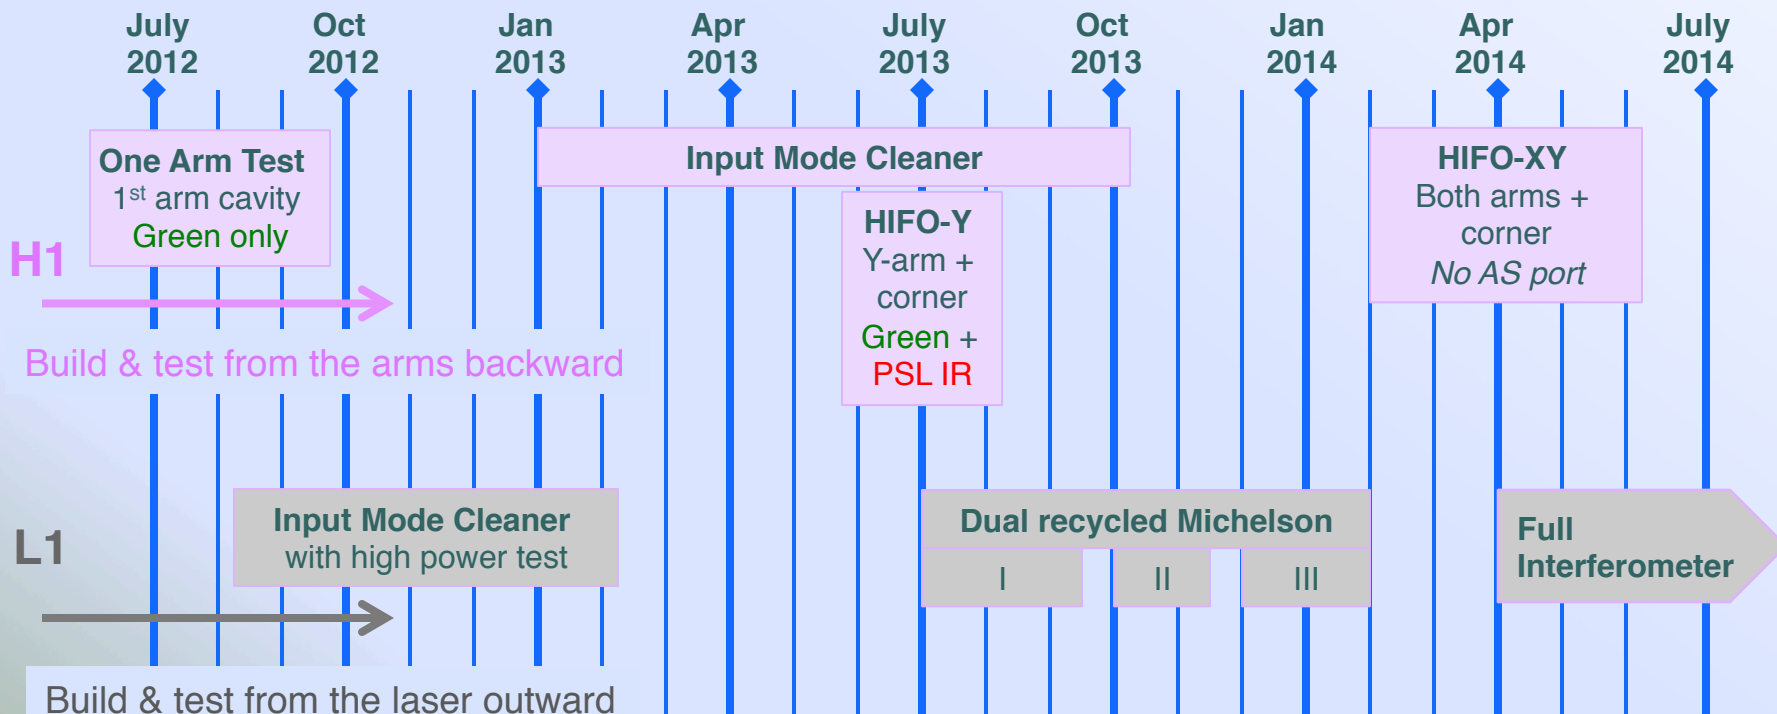 July 2012
Oct 2012
Jan 2013
Apr 2013
July 2013
Oct 2013
Jan 2014
Apr 2014
July 2014
H1
One Arm Test
1st arm cavity
Green only
Build & test from the arms backward
Input Mode Cleaner
HIFO-Y
Y-arm +
corner
Green +
PSL IR
HIFO-XY
Both arms +
corner
No AS port
L1
Input Mode Cleaner
with high power test
Build & test from the laser outward
Dual recycled Michelson
I
II
III
Full
Interferometer